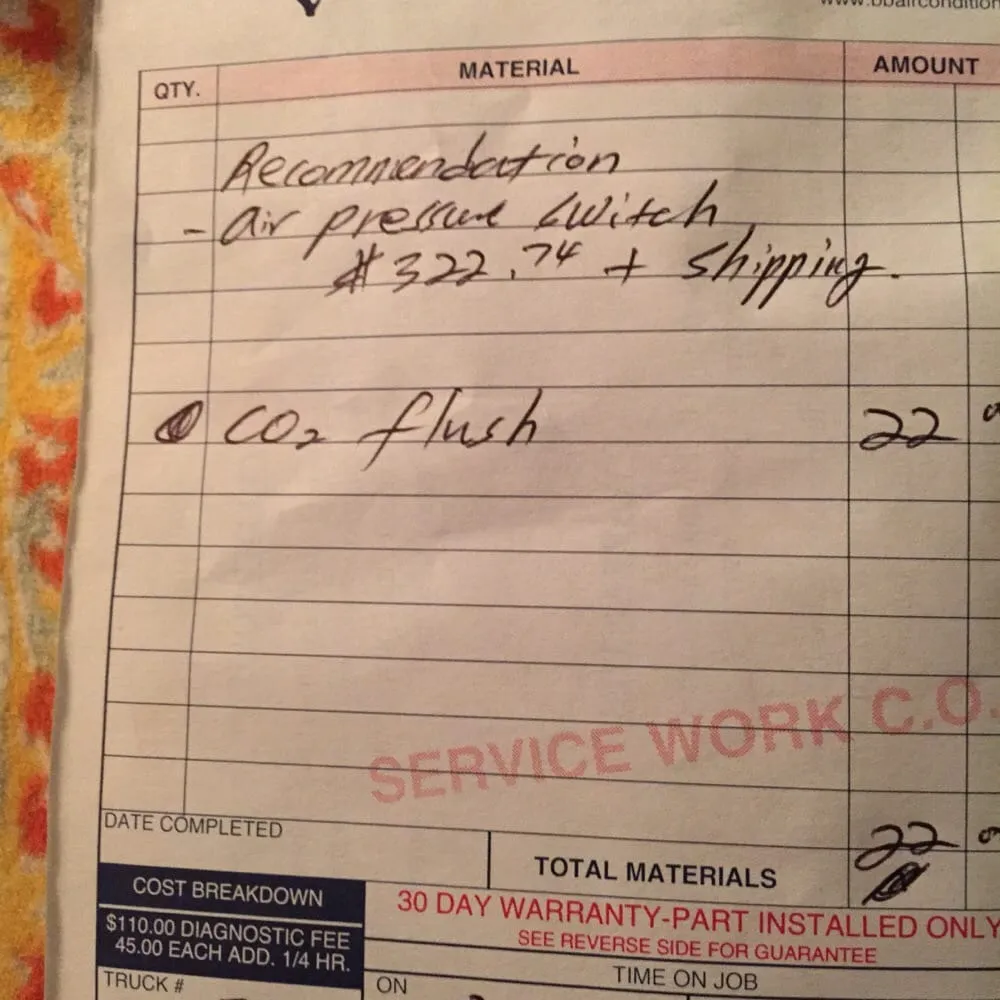 QTY. MATERIAL AMOUNT
Recommendation
- air pressure switch
$322.74 + shipping.
CO2 flush 22
SERVICE WORK C.O.
DATE COMPLETED
TOTAL MATERIALS 22
COST BREAKDOWN
30 DAY WARRANTY-PART INSTALLED ONLY
$110.00 DIAGNOSTIC FEE
SEE REVERSE SIDE FOR GUARANTEE
45.00 EACH ADD. 1/4 HR.
TRUCK # ON TIME ON JOB